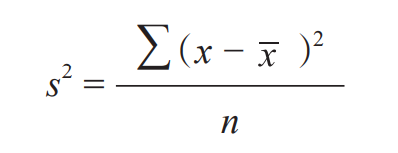 s² = ∑(x − x̄ )² / n